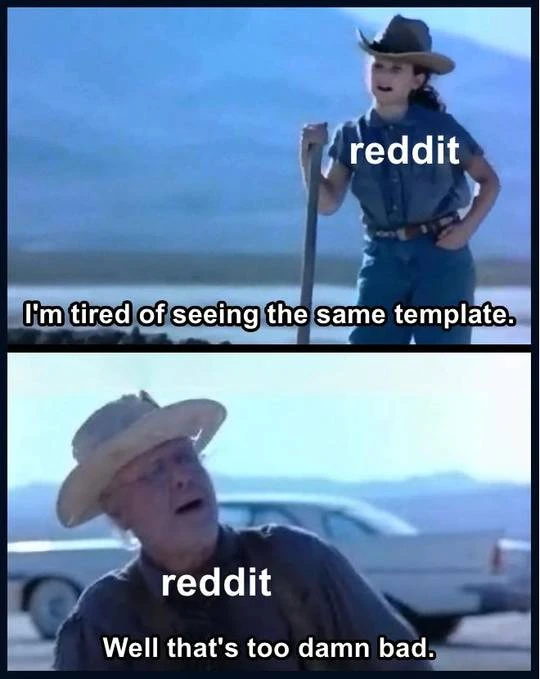 reddit
I'm tired of seeing the same template.
reddit
Well that's too damn bad.